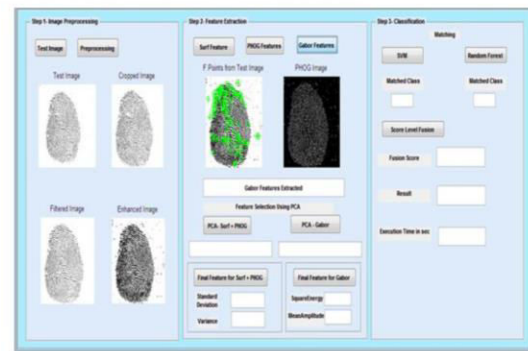 Step 1- Image Preprocessing
Test Image
Preprocessing
Test Image
Cropped Image
Filtered Image
Enhanced Image
Step 2- Feature Extraction
Surf Feature
PHOG Features
Gabor Features
F Points from Test Image
PHOG Image
Gabor Features Extracted
Feature Selection Using PCA
PCA- Surf + PHOG
PCA - Gabor
Final Feature for Surf + PHOG
Standard
Deviation
Variance
Final Feature for Gabor
SquareEnergy
MeanAmplitude
Step 3- Classification
Matching
SVM
Random Forest
Matched Class
Matched Class
Score Level Fusion
Fusion Score
Result
Execution Time in sec